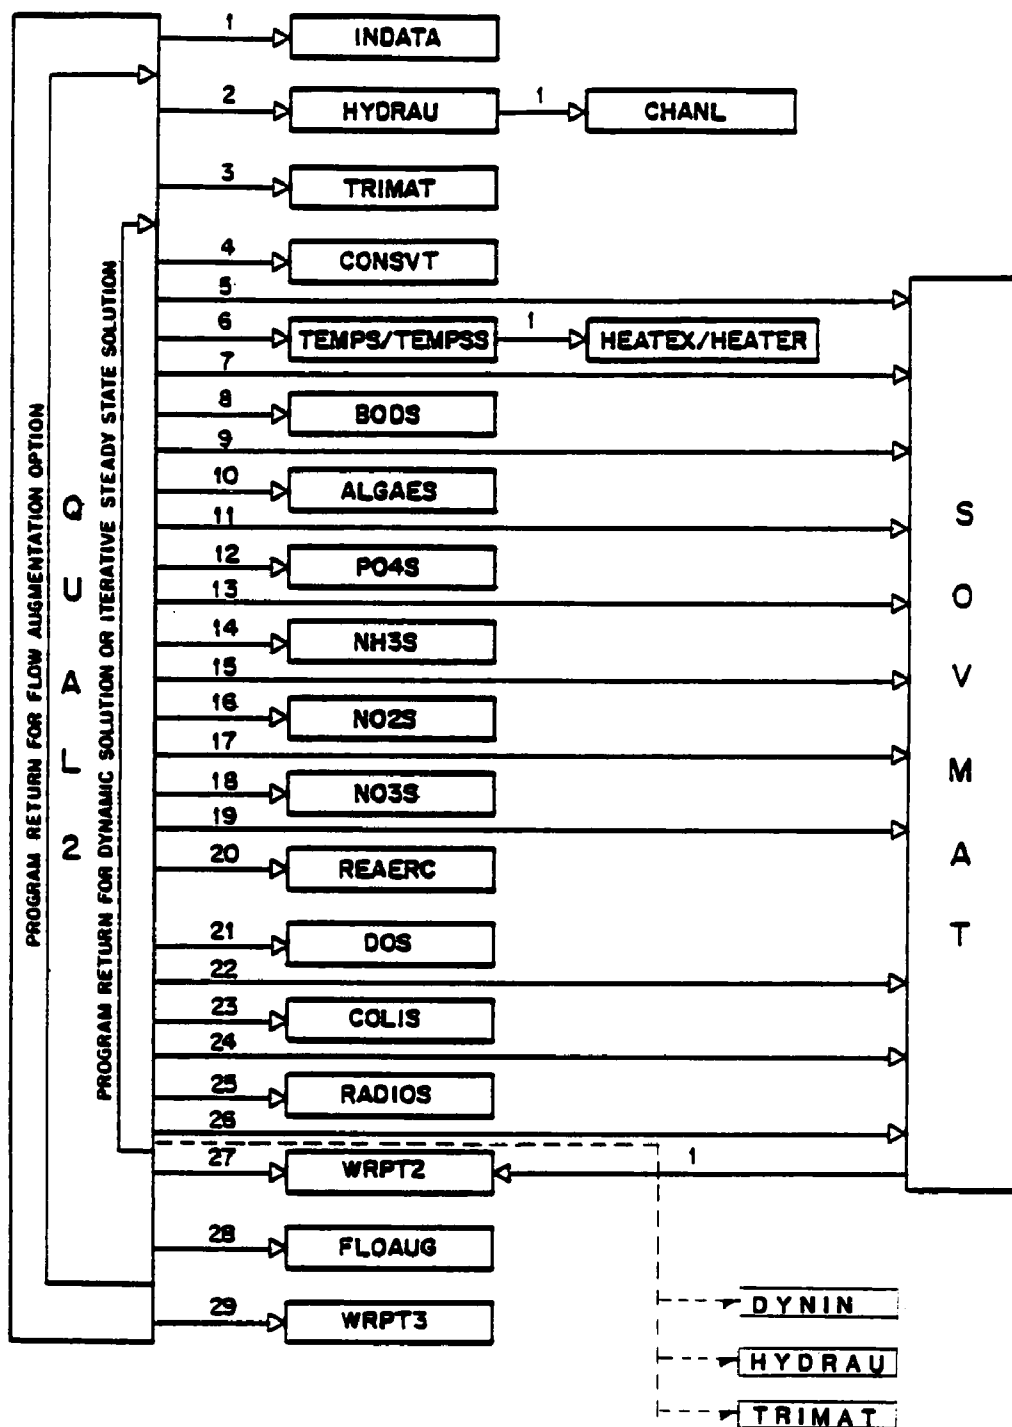 1
INDATA
2
HYDRAU
1
CHANL
3
TRIMAT
4
CONSVT
5
6
TEMPS/TEMPSS
1
HEATEX/HEATER
7
8
BODS
9
10
ALGAES
11
12
PO4S
13
14
NH3S
15
16
NO2S
17
18
NO3S
19
20
REAERC
21
DOS
22
23
COLIS
24
25
RADIOS
26
27
WRPT2
1
28
FLOAUG
29
WRPT3
PROGRAM RETURN FOR FLOW AUGMENTATION OPTION
QUAL2
PROGRAM RETURN FOR DYNAMIC SOLUTION OR ITERATIVE STEADY STATE SOLUTION
SOVMAT
DYNIN
HYDRAU
TRIMAT